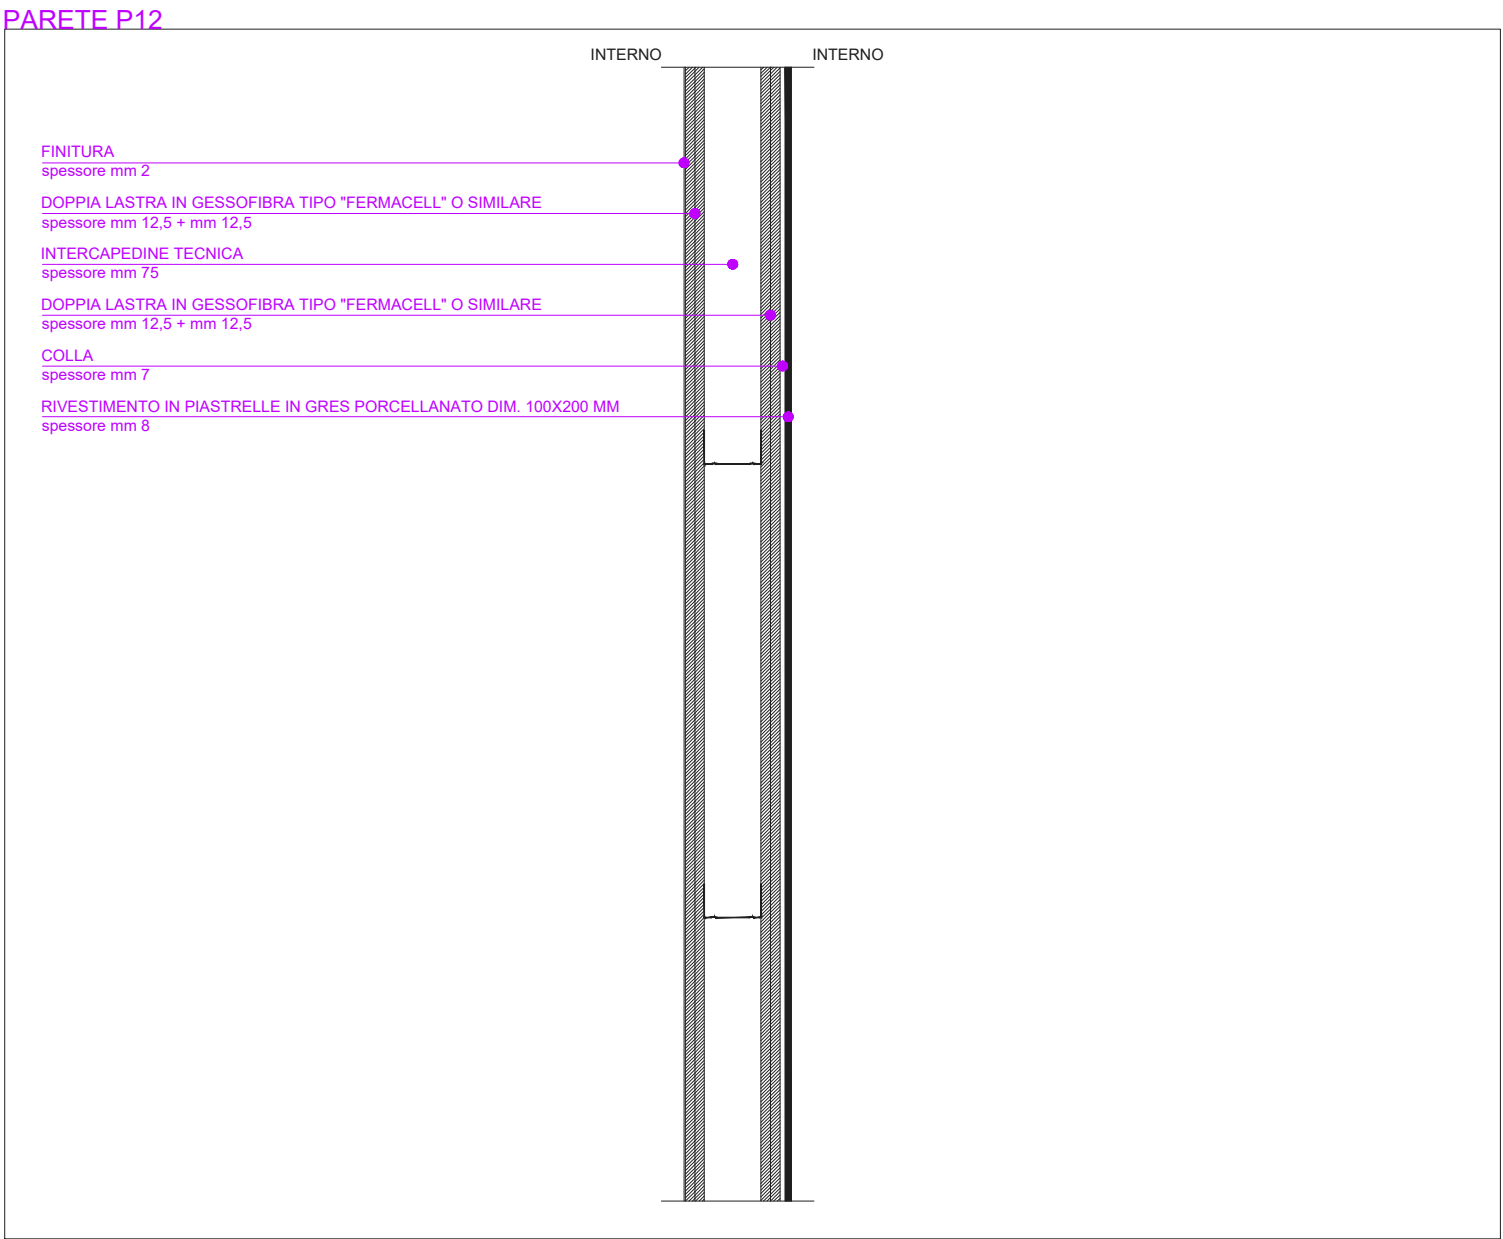 PARETE P12
INTERNO
INTERNO
FINITURA
spessore mm 2
DOPPIA LASTRA IN GESSOFIBRA TIPO "FERMACELL" O SIMILARE
spessore mm 12,5 + mm 12,5
INTERCAPEDINE TECNICA
spessore mm 75
DOPPIA LASTRA IN GESSOFIBRA TIPO "FERMACELL" O SIMILARE
spessore mm 12,5 + mm 12,5
COLLA
spessore mm 7
RIVESTIMENTO IN PIASTRELLE IN GRES PORCELLANATO DIM. 100X200 MM
spessore mm 8